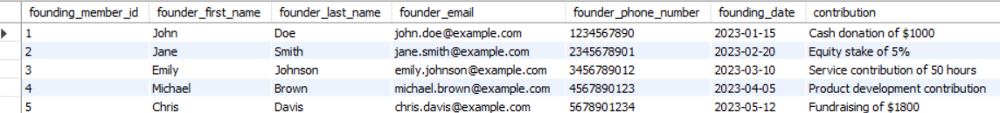 founding_member_id founder_first_name founder_last_name founder_email founder_phone_number founding_date contribution
1 John Doe john.doe@example.com 1234567890 2023-01-15 Cash donation of $1000
2 Jane Smith jane.smith@example.com 2345678901 2023-02-20 Equity stake of 5%
3 Emily Johnson emily.johnson@example.com 3456789012 2023-03-10 Service contribution of 50 hours
4 Michael Brown michael.brown@example.com 4567890123 2023-04-05 Product development contribution
5 Chris Davis chris.davis@example.com 5678901234 2023-05-12 Fundraising of $1800